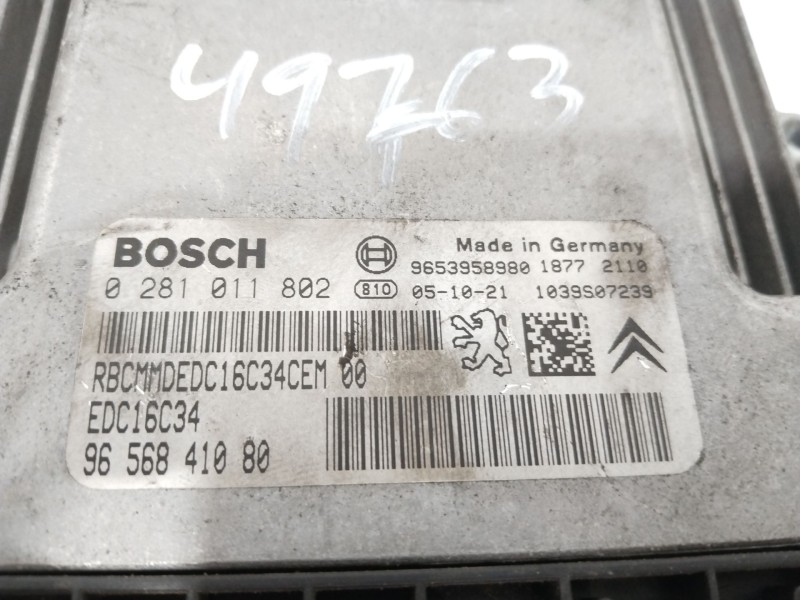 49763
BOSCH
Made in Germany
9653958980 1877 2110
0 281 011 802 810 05-10-21 1039S07239
RBCMMDEDC16C34CEM 00
EDC16C34
96 568 410 80